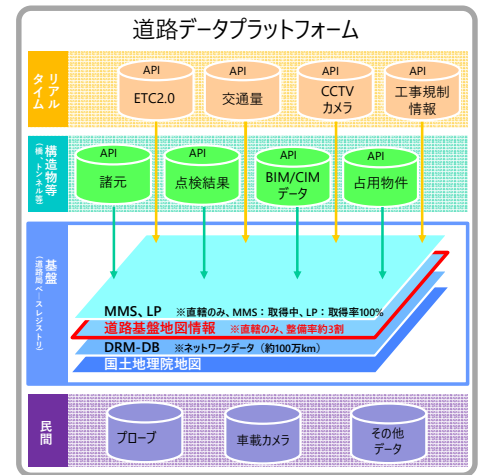 道路データプラットフォーム
リアルタイム
API
ETC2.0
API
交通量
API
CCTV
カメラ
API
工事規制
情報
構造物等
(橋、トンネル等)
API
諸元
API
点検結果
API
BIM/CIM
データ
API
占用物件
基盤
(道路局ベースレジストリ)
MMS、LP ※直轄のみ、MMS:取得中、LP:取得率100%
道路基盤地図情報 ※直轄のみ、整備率約3割
DRM-DB ※ネットワークデータ(約100万km)
国土地理院地図
民間
プローブ
車載カメラ
その他
データ